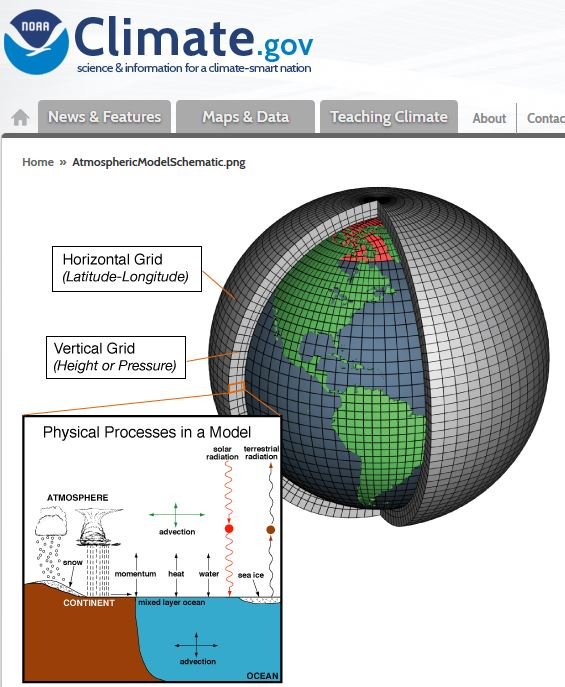 NOAA
Climate.gov
science & information for a climate-smart nation
News & Features
Maps & Data
Teaching Climate
About
Contac
Home » AtmosphericModelSchematic.png
Horizontal Grid
(Latitude-Longitude)
Vertical Grid
(Height or Pressure)
Physical Processes in a Model
solar
radiation
terrestrial
radiation
ATMOSPHERE
advection
snow
momentum
heat
water
sea ice
CONTINENT
mixed layer ocean
advection
OCEAN